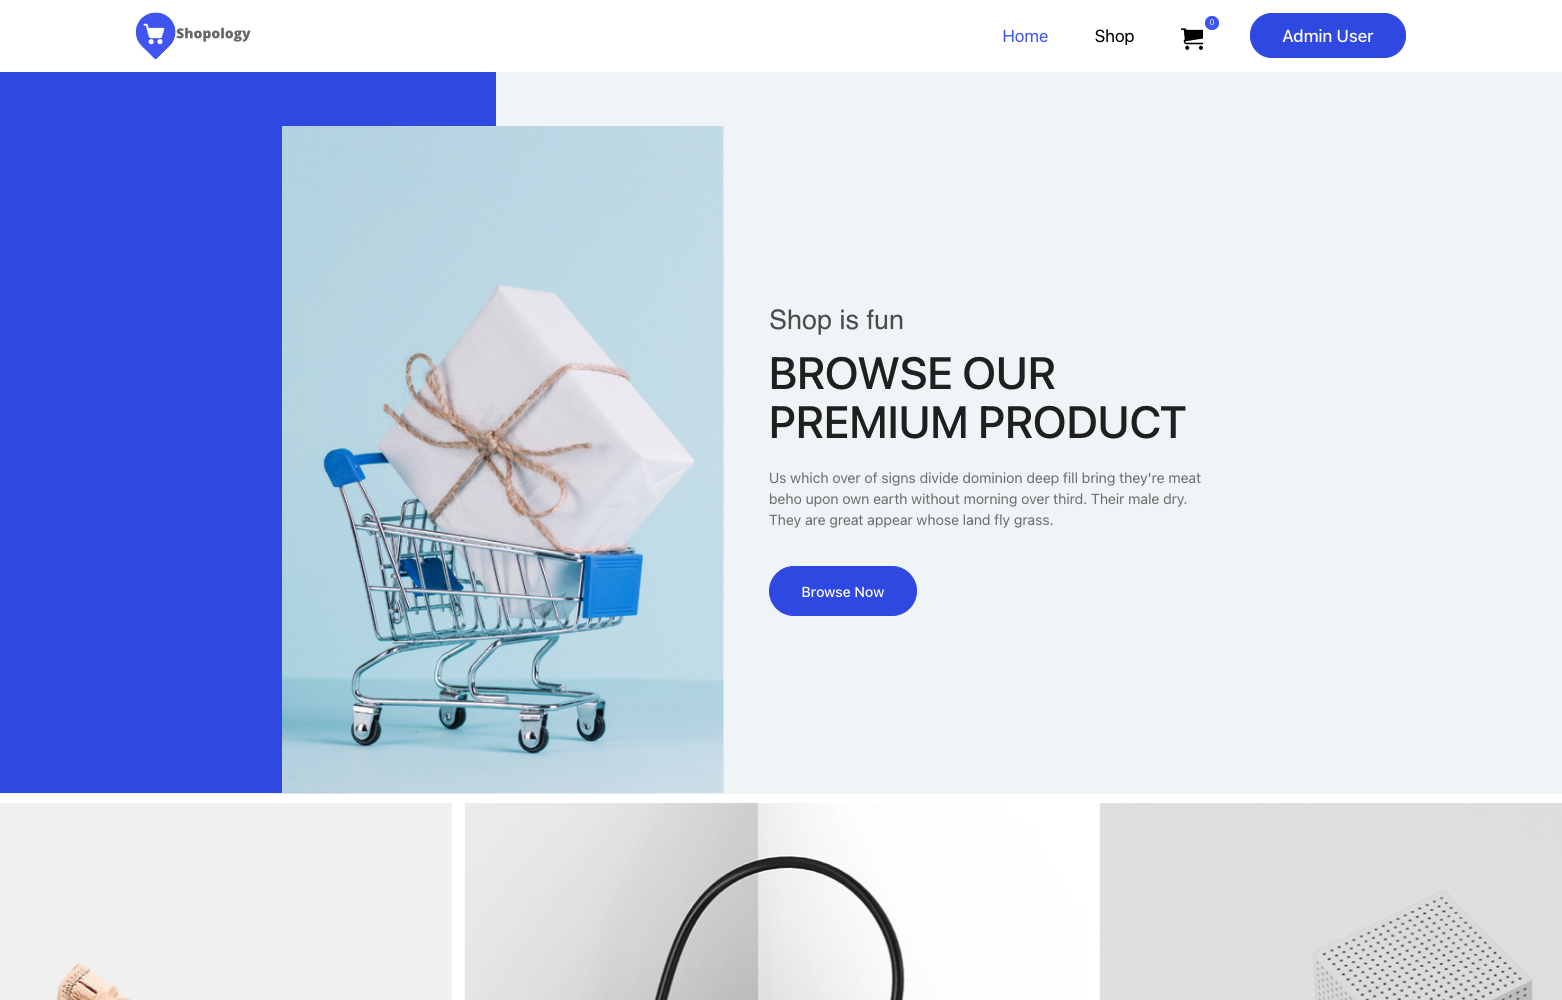 Shopology
Home
Shop
0
Admin User
Shop is fun
BROWSE OUR
PREMIUM PRODUCT
Us which over of signs divide dominion deep fill bring they're meat
beho upon own earth without morning over third. Their male dry.
They are great appear whose land fly grass.
Browse Now